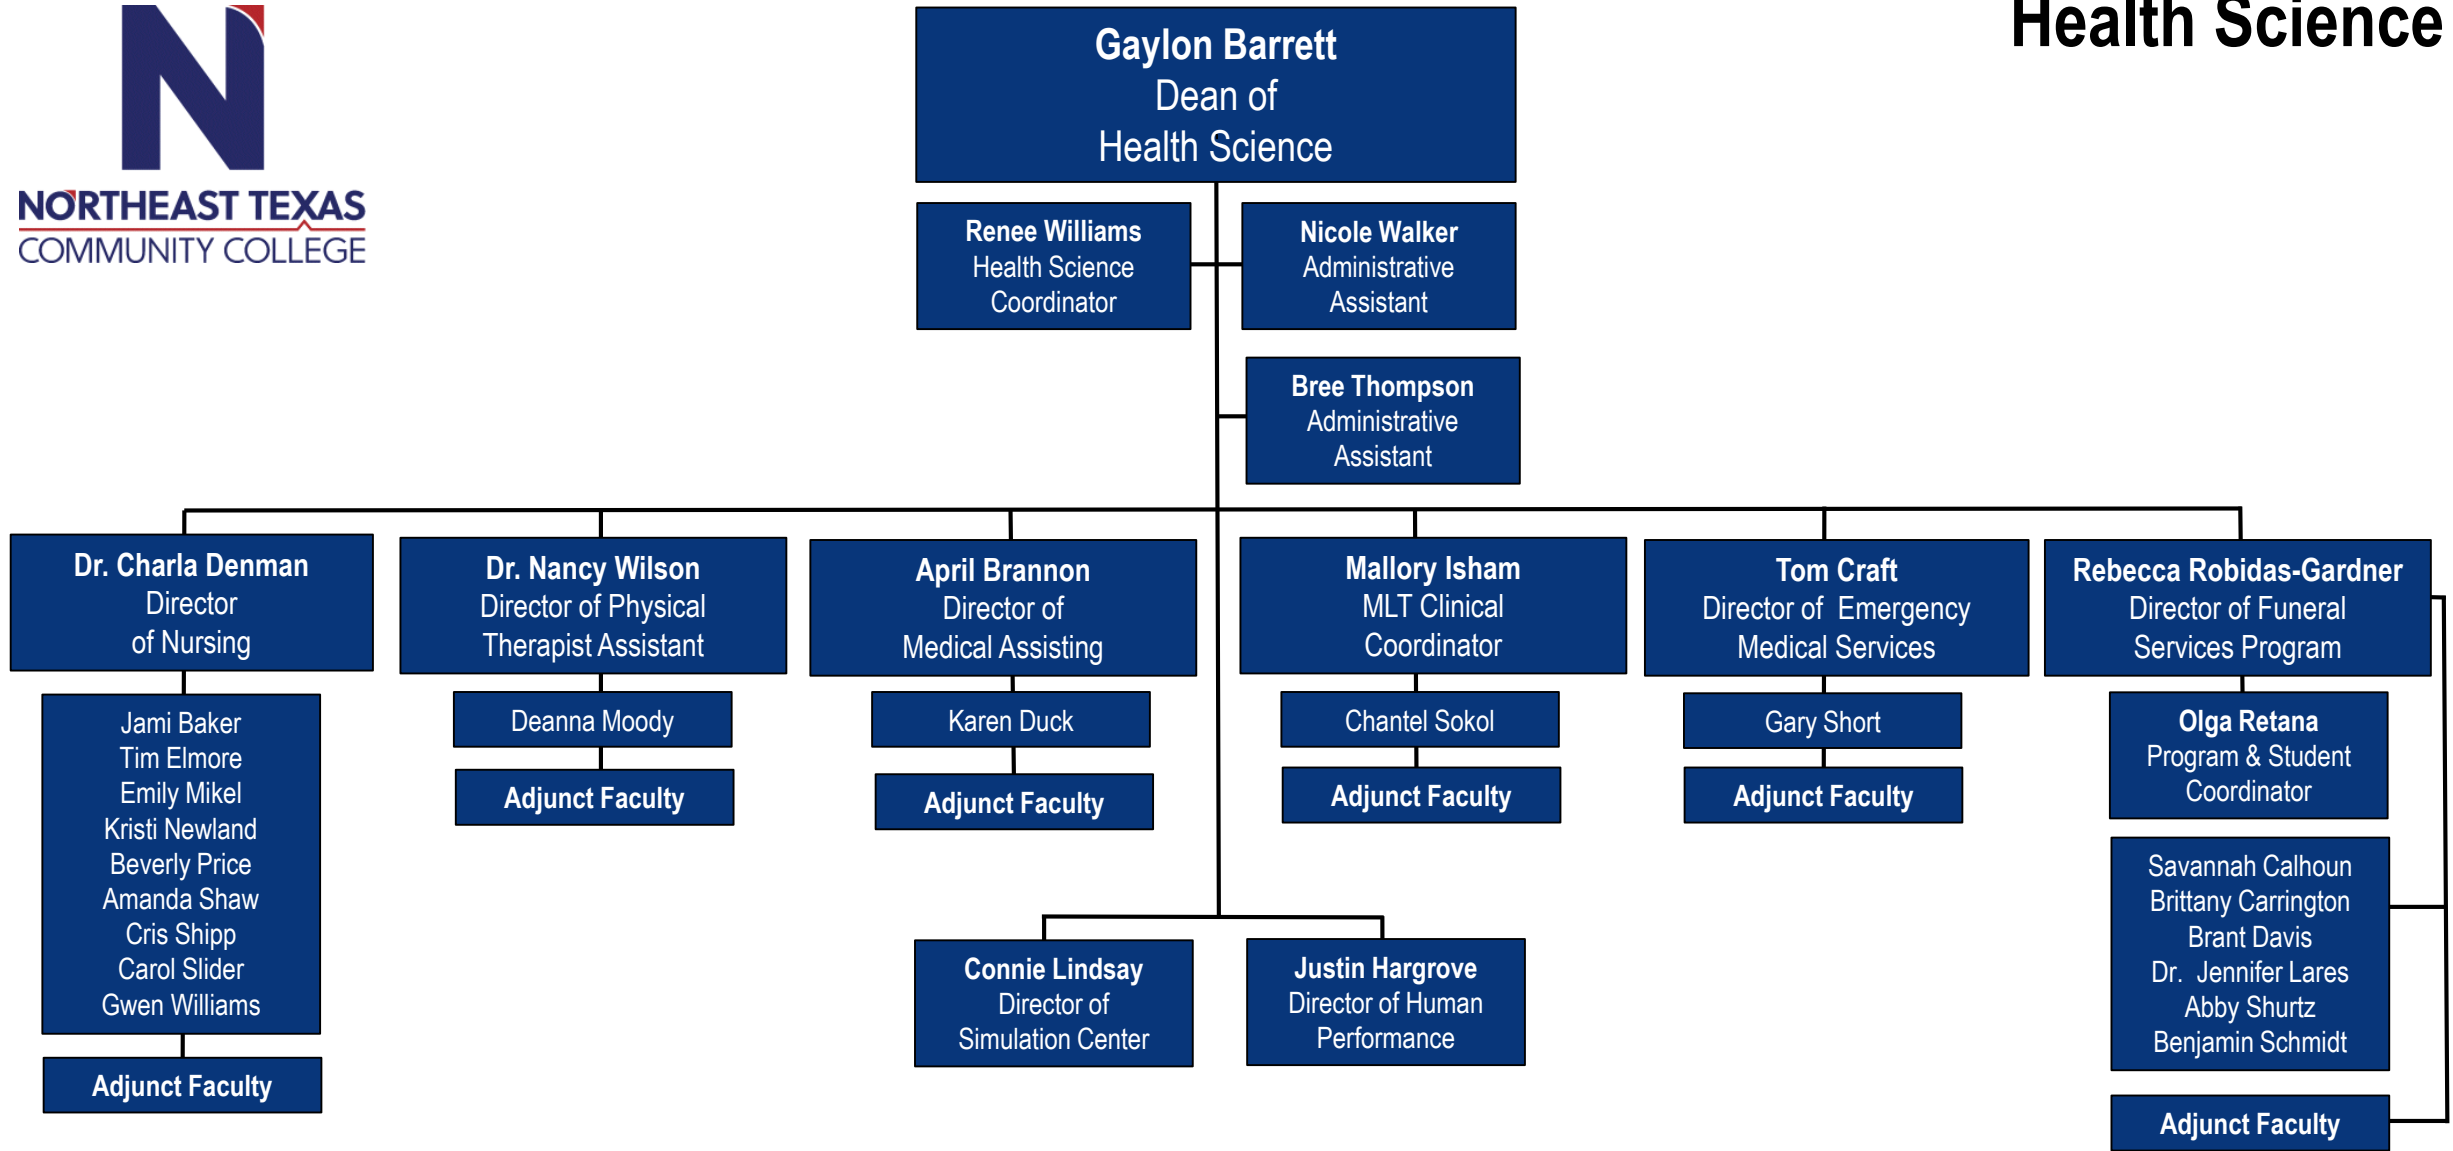 Health Science
N
NORTHEAST TEXAS
COMMUNITY COLLEGE
Gaylon Barrett
Dean of
Health Science
Renee Williams
Health Science
Coordinator
Nicole Walker
Administrative
Assistant
Bree Thompson
Administrative
Assistant
Dr. Charla Denman
Director
of Nursing
Jami Baker
Tim Elmore
Emily Mikel
Kristi Newland
Beverly Price
Amanda Shaw
Cris Shipp
Carol Slider
Gwen Williams
Adjunct Faculty
Dr. Nancy Wilson
Director of Physical
Therapist Assistant
Deanna Moody
Adjunct Faculty
April Brannon
Director of
Medical Assisting
Karen Duck
Adjunct Faculty
Mallory Isham
MLT Clinical
Coordinator
Chantel Sokol
Adjunct Faculty
Tom Craft
Director of  Emergency
Medical Services
Gary Short
Adjunct Faculty
Rebecca Robidas-Gardner
Director of Funeral
Services Program
Olga Retana
Program & Student
Coordinator
Savannah Calhoun
Brittany Carrington
Brant Davis
Dr.  Jennifer Lares
Abby Shurtz
Benjamin Schmidt
Adjunct Faculty
Connie Lindsay
Director of
Simulation Center
Justin Hargrove
Director of Human
Performance